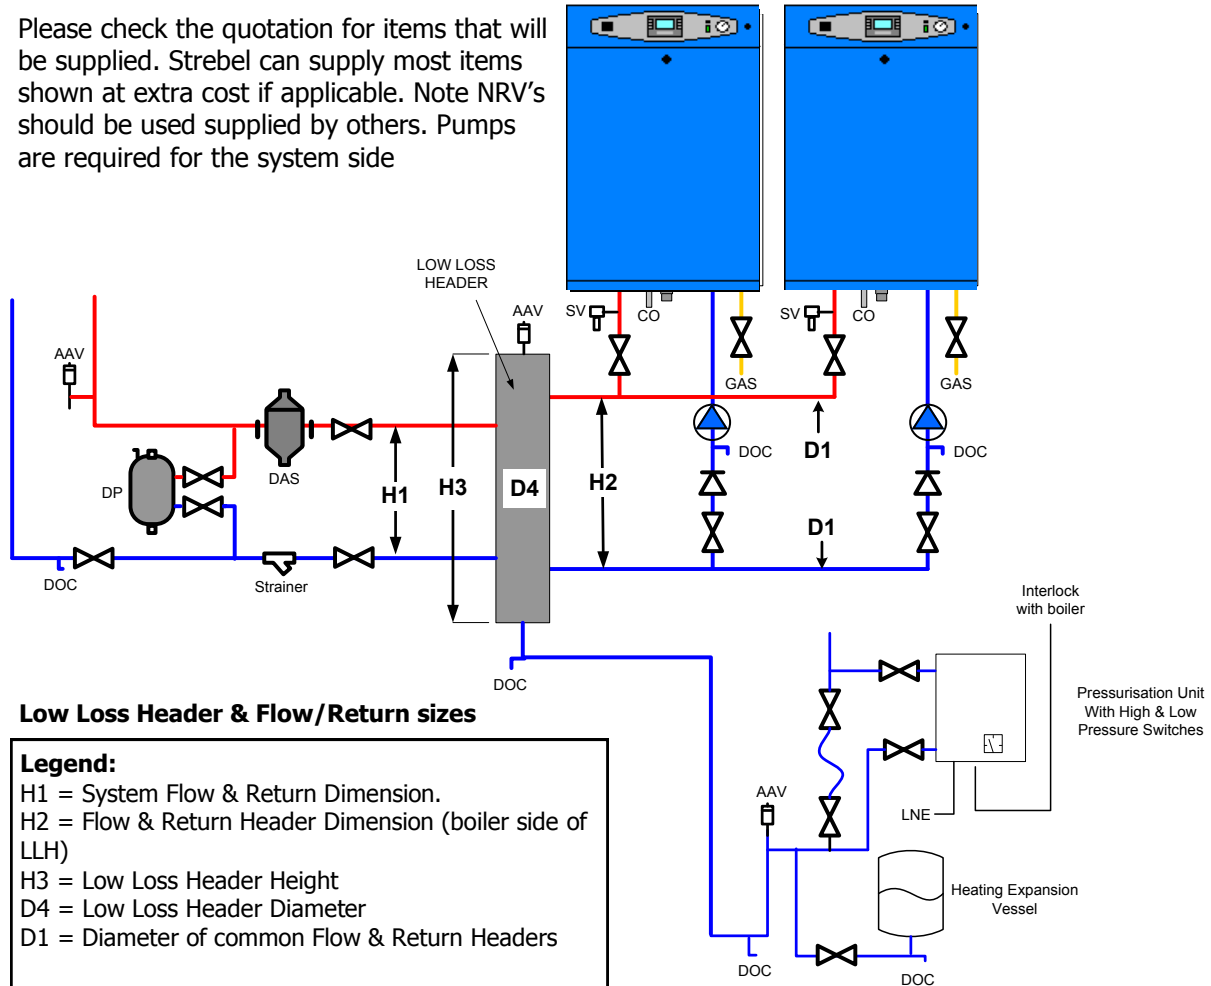 Please check the quotation for items that will
be supplied. Strebel can supply most items
shown at extra cost if applicable. Note NRV's
should be used supplied by others. Pumps
are required for the system side
LOW LOSS
HEADER
AAV
SV
CO
SV
CO
AAV
GAS
GAS
DAS
DP
H1
H3
D4
H2
DOC
D1
DOC
D1
DOC
Strainer
DOC
Interlock
with boiler
Pressurisation Unit
With High & Low
Pressure Switches
LNE
AAV
Heating Expansion
Vessel
DOC
DOC
Low Loss Header & Flow/Return sizes
Legend:
H1 = System Flow & Return Dimension.
H2 = Flow & Return Header Dimension (boiler side of
LLH)
H3 = Low Loss Header Height
D4 = Low Loss Header Diameter
D1 = Diameter of common Flow & Return Headers